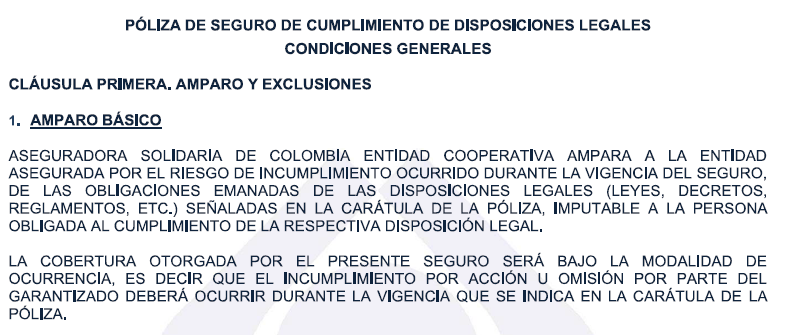 PÓLIZA DE SEGURO DE CUMPLIMIENTO DE DISPOSICIONES LEGALES
CONDICIONES GENERALES
CLÁUSULA PRIMERA. AMPARO Y EXCLUSIONES
1. AMPARO BÁSICO
ASEGURADORA SOLIDARIA DE COLOMBIA ENTIDAD COOPERATIVA AMPARA A LA ENTIDAD
ASEGURADA POR EL RIESGO DE INCUMPLIMIENTO OCURRIDO DURANTE LA VIGENCIA DEL SEGURO,
DE LAS OBLIGACIONES EMANADAS DE LAS DISPOSICIONES LEGALES (LEYES, DECRETOS,
REGLAMENTOS, ETC.) SEÑALADAS EN LA CARÁTULA DE LA PÓLIZA, IMPUTABLE A LA PERSONA
OBLIGADA AL CUMPLIMIENTO DE LA RESPECTIVA DISPOSICIÓN LEGAL.
LA COBERTURA OTORGADA POR EL PRESENTE SEGURO SERÁ BAJO LA MODALIDAD DE
OCURRENCIA, ES DECIR QUE EL INCUMPLIMIENTO POR ACCIÓN U OMISIÓN POR PARTE DEL
GARANTIZADO DEBERÁ OCURRIR DURANTE LA VIGENCIA QUE SE INDICA EN LA CARÁTULA DE LA
PÓLIZA.